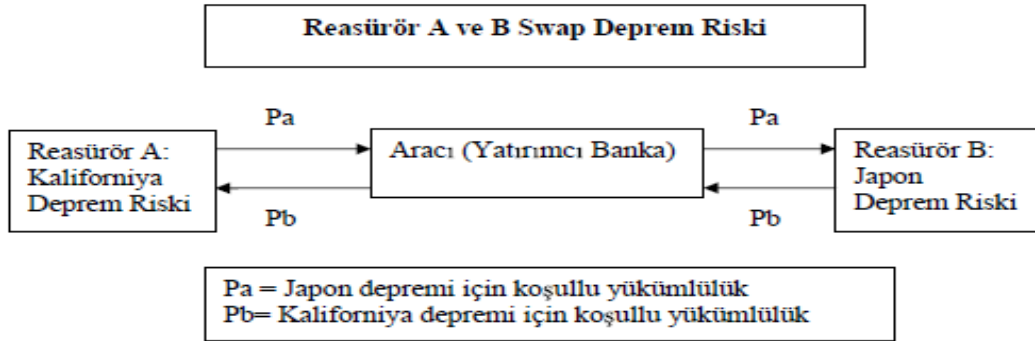 Reasürör A ve B Swap Deprem Riski
Pa
Pa
Reasürör A:
Kaliforniya
Deprem Riski
Aracı (Yatırımcı Banka)
Reasürör B:
Japon
Deprem Riski
Pb
Pb
Pa = Japon depremi için koşullu yükümlülük
Pb= Kaliforniya depremi için koşullu yükümlülük